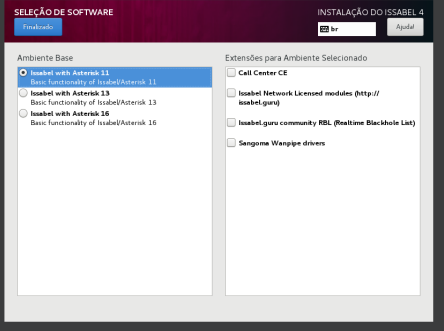 SELEÇÃO DE SOFTWARE
INSTALAÇÃO DO ISSABEL 4
Finalizado
br
Ajuda!
Ambiente Base
Issabel with Asterisk 11
Basic functionality of Issabel/Asterisk 11
Issabel with Asterisk 13
Basic functionality of Issabel/Asterisk 13
Issabel with Asterisk 16
Basic functionality of Issabel/Asterisk 16
Extensões para Ambiente Selecionado
Call Center CE
Issabel Network Licensed modules (http://
issabel.guru)
Issabel.guru community RBL (Realtime Blackhole List)
Sangoma Wanpipe drivers